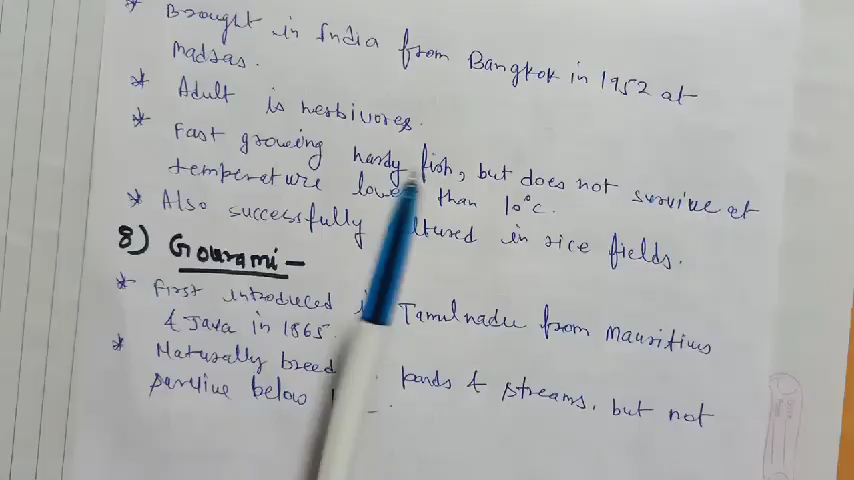 * Brought in India from Bangkok in 1952 at
Madras.
* Adult is herbivores.
* Fast growing hardy fish, but does not survive at
temperature lower than 10°C.
* Also successfully cultured in rice fields.
8) Gourami -
* First introduced in Tamilnadu from Mauritius
& Java in 1865.
* Naturally breed ponds & streams, but not
survive below